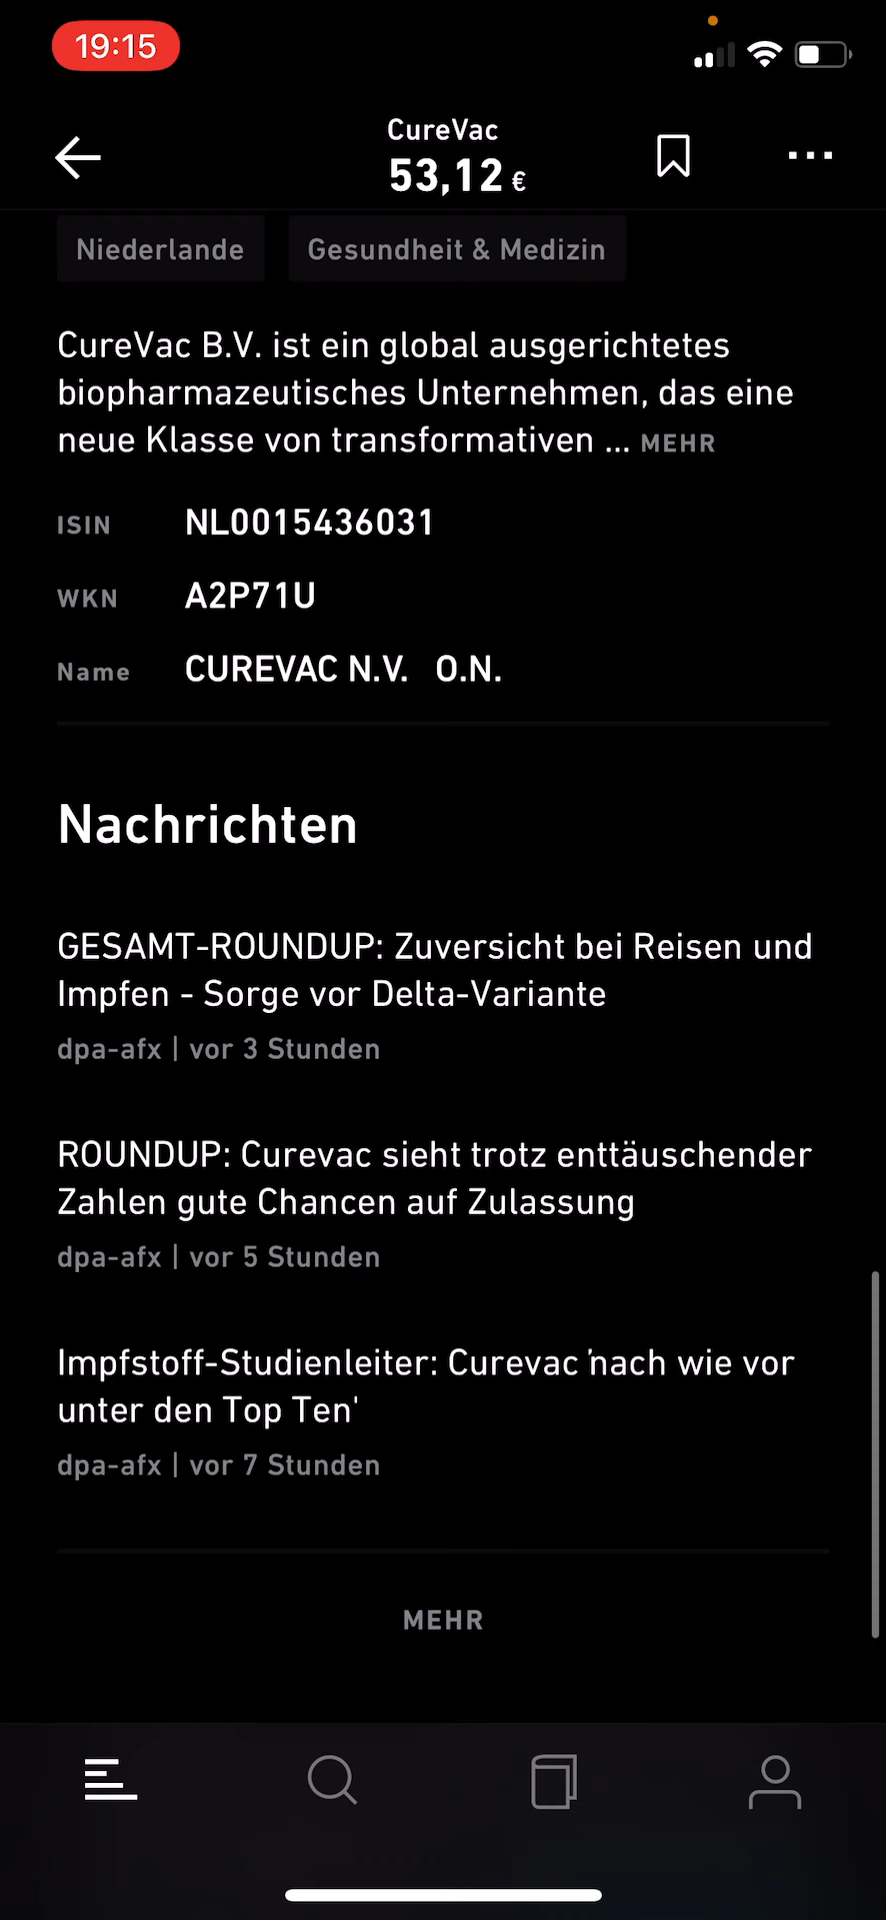 19:15
CureVac
53,12 €
Niederlande Gesundheit & Medizin
CureVac B.V. ist ein global ausgerichtetes
biopharmazeutisches Unternehmen, das eine
neue Klasse von transformativen ... MEHR
ISIN NL0015436031
WKN A2P71U
Name CUREVAC N.V. O.N.
Nachrichten
GESAMT-ROUNDUP: Zuversicht bei Reisen und
Impfen - Sorge vor Delta-Variante
dpa-afx | vor 3 Stunden
ROUNDUP: Curevac sieht trotz enttäuschender
Zahlen gute Chancen auf Zulassung
dpa-afx | vor 5 Stunden
Impfstoff-Studienleiter: Curevac 'nach wie vor
unter den Top Ten'
dpa-afx | vor 7 Stunden
MEHR